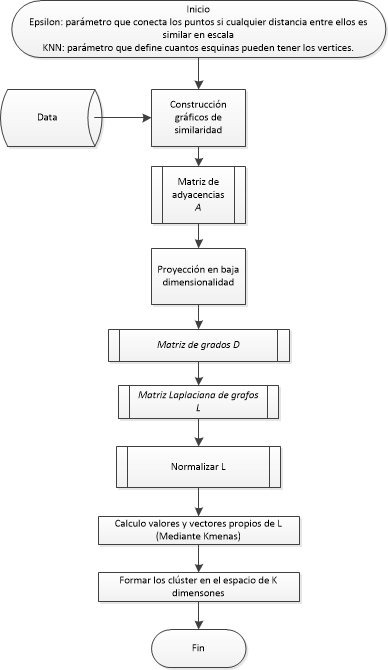 Inicio
Epsilon: parámetro que conecta los puntos si cualquier distancia entre ellos es
similar en escala
KNN: parámetro que define cuantos esquinas pueden tener los vertices.
Data
Construcción
gráficos de
similaridad
Matriz de
adyacencias
A
Proyección en baja
dimensionalidad
Matriz de grados D
Matriz Laplaciana de grafos
L
Normalizar L
Calculo valores y vectores propios de L
(Mediante Kmenas)
Formar los clúster en el espacio de K
dimensones
Fin